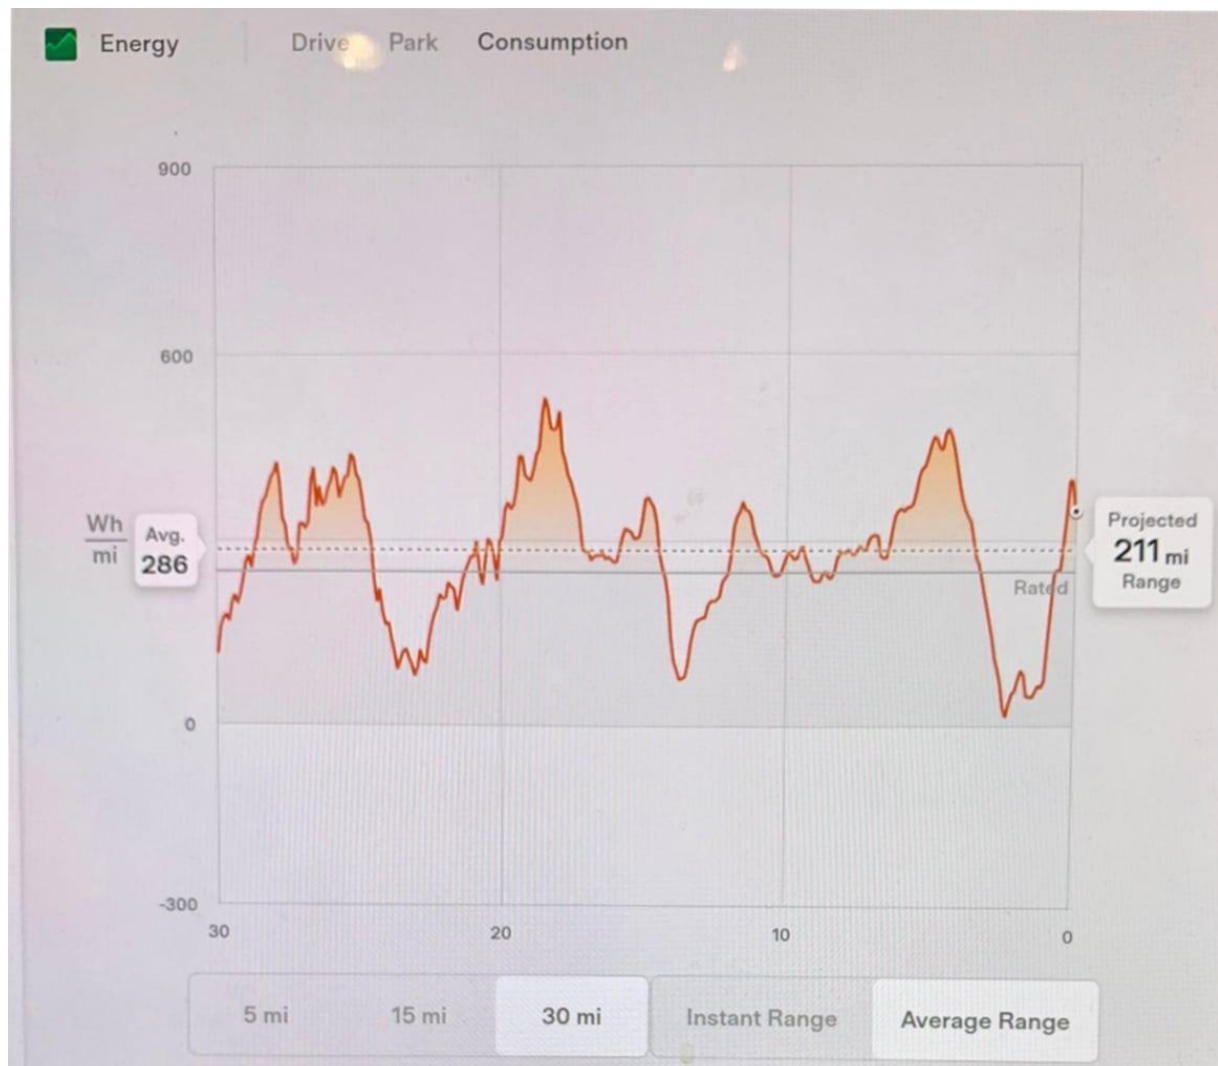 Energy
Drive Park Consumption
900
600
Wh
mi
Avg.
286
Projected
211 mi
Range
Rated
0
-300
30 20 10 0
5 mi 15 mi 30 mi Instant Range Average Range